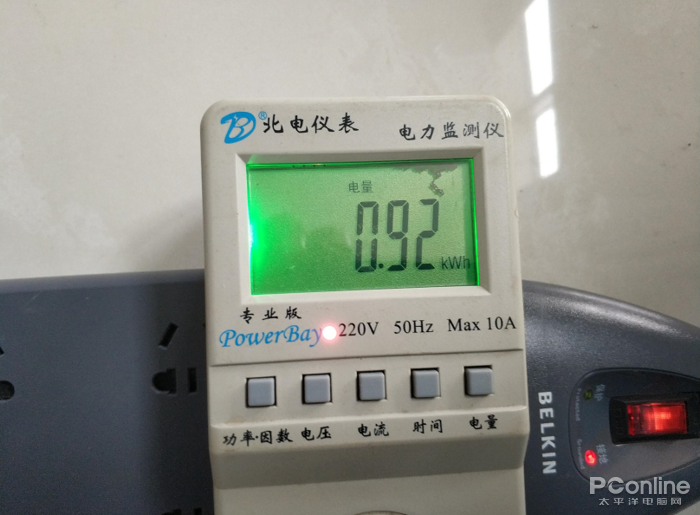 北电仪表®
电力监测仪
电量
0.92 kWh
专业版
PowerBay 220V 50Hz Max 10A
功率·因数 电压 电流 时间 电量
BELKIN
接地
PConline
太平洋电脑网